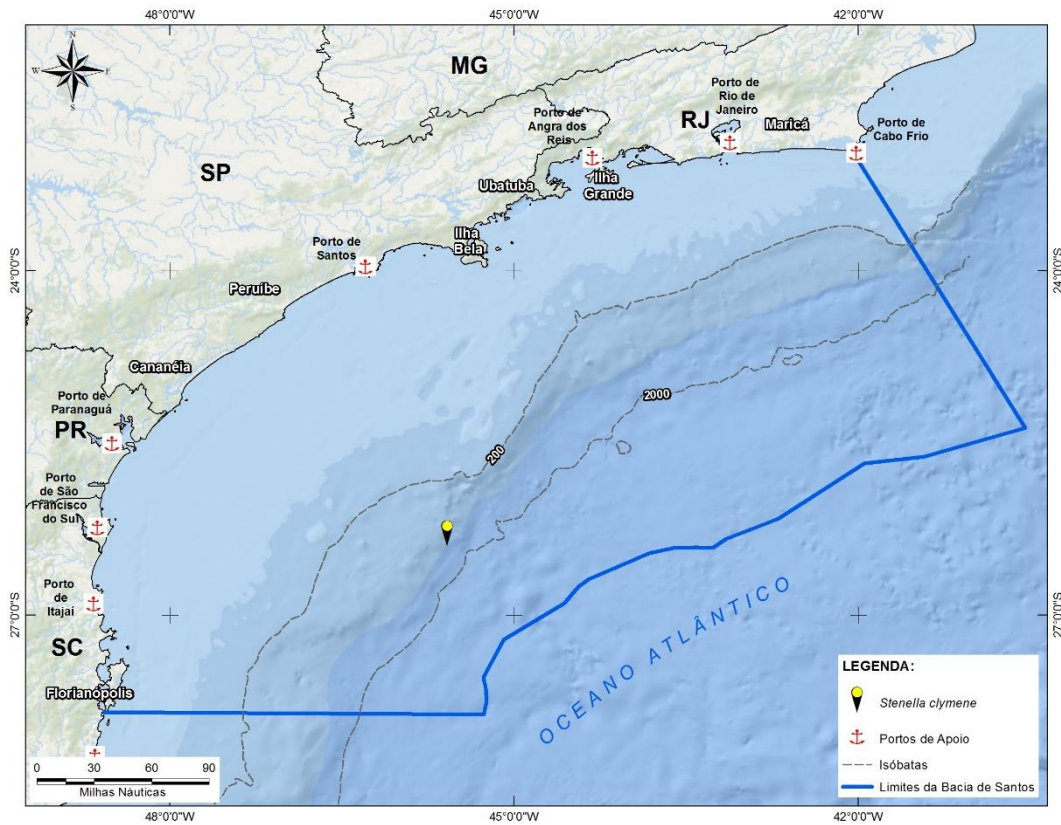 48°0'0"W
45°0'0"W
42°0'0"W
N
W
E
S
MG
Porto de
Rio de
Janeiro
Porto de
Angra dos
Reis
RJ
Maricá
Porto de
Cabo Frio
SP
Ubatuba
Ilha
Grande
Porto de
Santos
Ilha
Bela
24°0'0"S
24°0'0"S
Peruíbe
Cananéia
Porto de
Paranaguá
PR
2000
200
Porto
de São
Francisco
do Sul
Porto
de
Itajaí
27°0'0"S
27°0'0"S
SC
Florianópolis
OCEANO ATLÂNTICO
LEGENDA:
Stenella clymene
Portos de Apoio
Isóbatas
Limites da Bacia de Santos
0 30 60 90
Milhas Náuticas
48°0'0"W
45°0'0"W
42°0'0"W